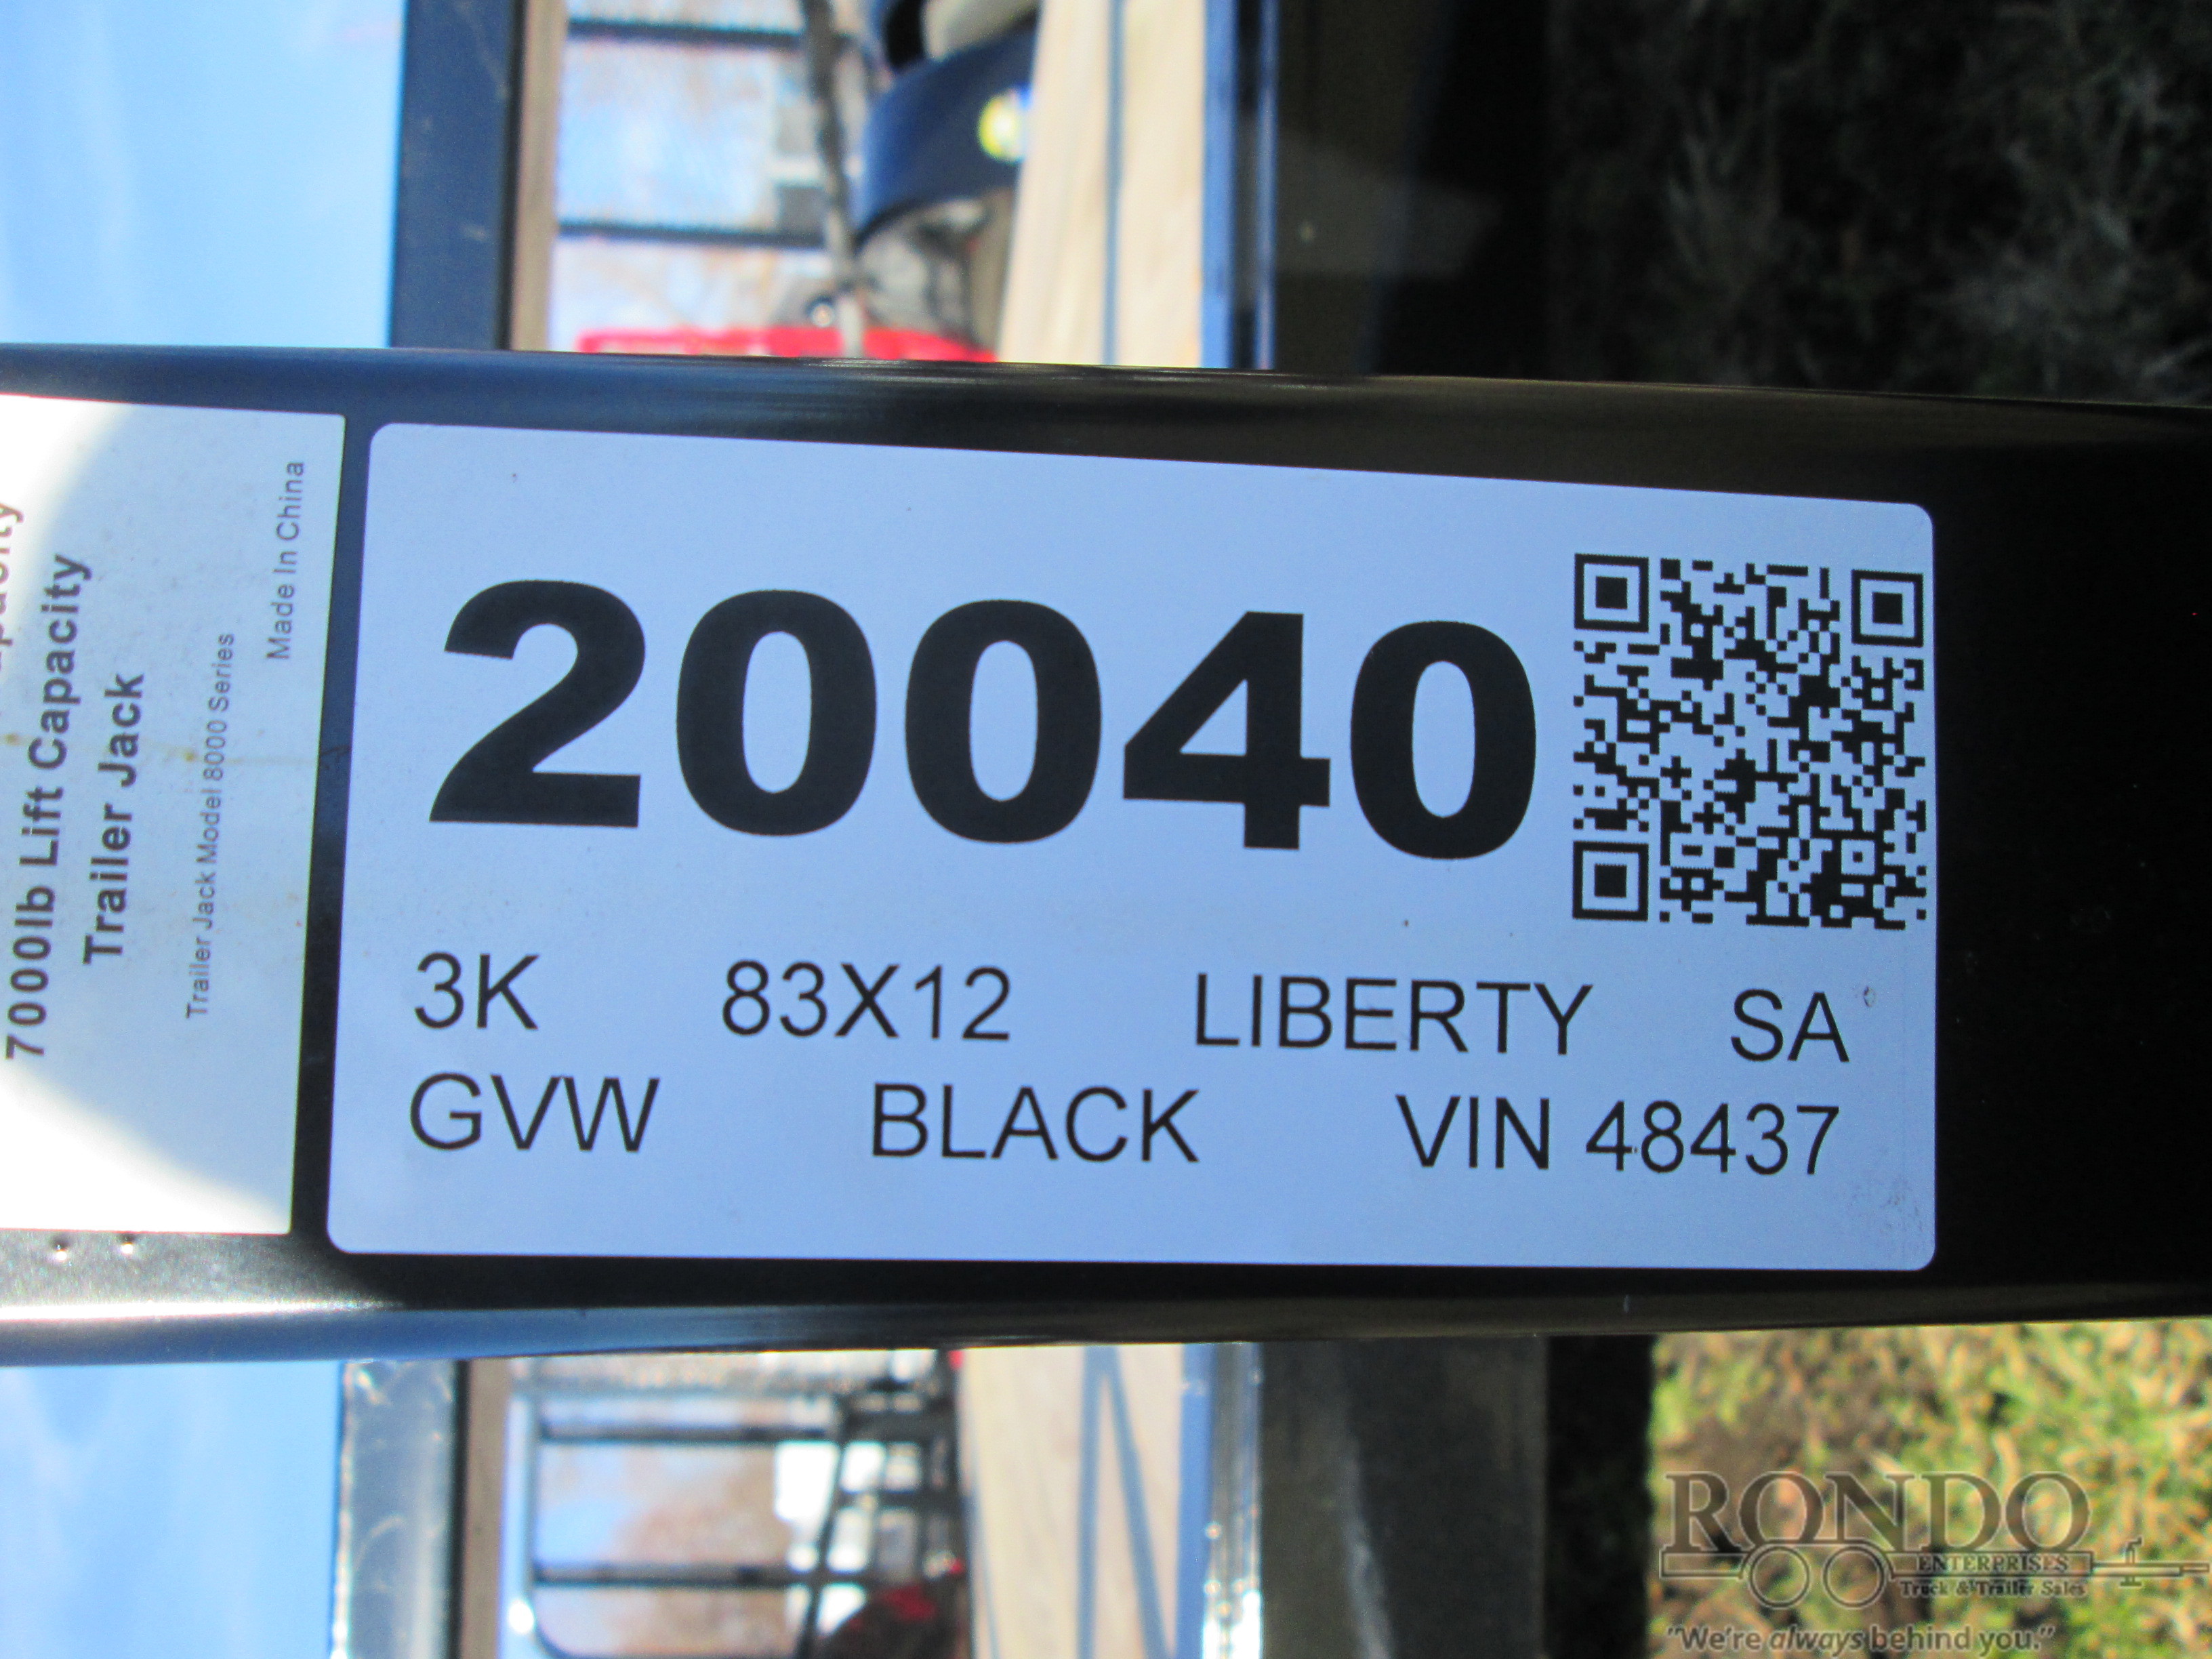 7000lb Lift Capacity
Trailer Jack
Trailer Jack Model 8000 Series
Made In China
20040
3K 83X12 LIBERTY SA
GVW BLACK VIN 48437
RONDO
ENTERPRISES
Truck & Trailer Sales
"We're always behind you."